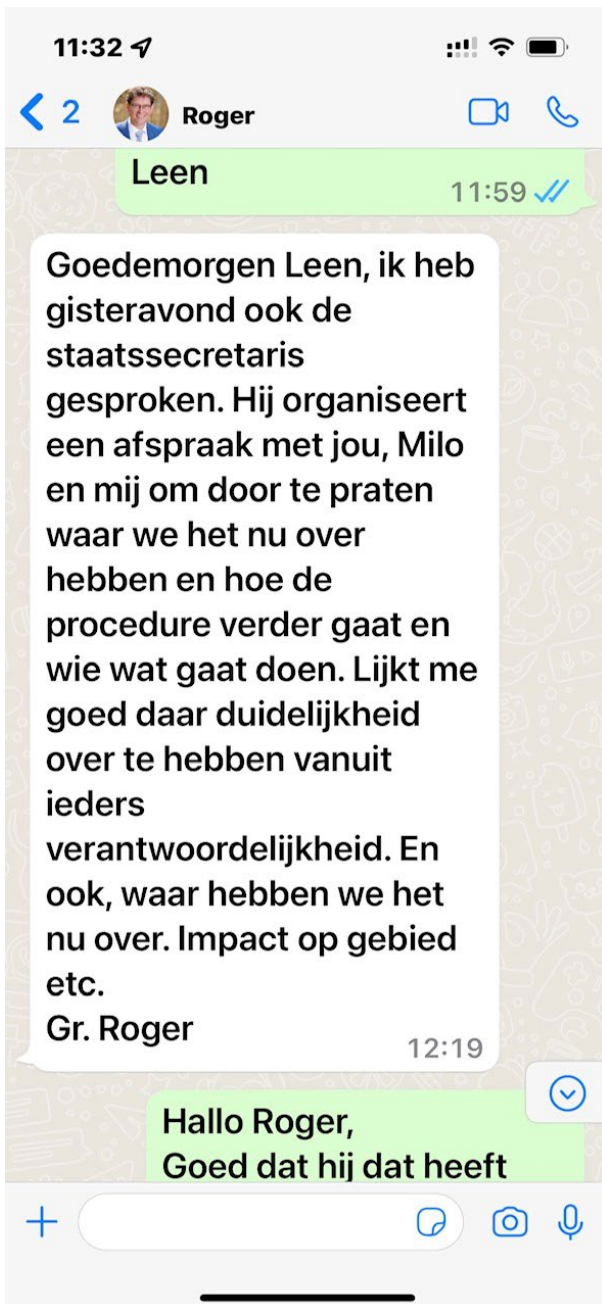 11:32
2
Roger
Leen
11:59
Goedemorgen Leen, ik heb
gisteravond ook de
staatssecretaris
gesproken. Hij organiseert
een afspraak met jou, Milo
en mij om door te praten
waar we het nu over
hebben en hoe de
procedure verder gaat en
wie wat gaat doen. Lijkt me
goed daar duidelijkheid
over te hebben vanuit
ieders
verantwoordelijkheid. En
ook, waar hebben we het
nu over. Impact op gebied
etc.
Gr. Roger
12:19
Hallo Roger,
Goed dat hij dat heeft